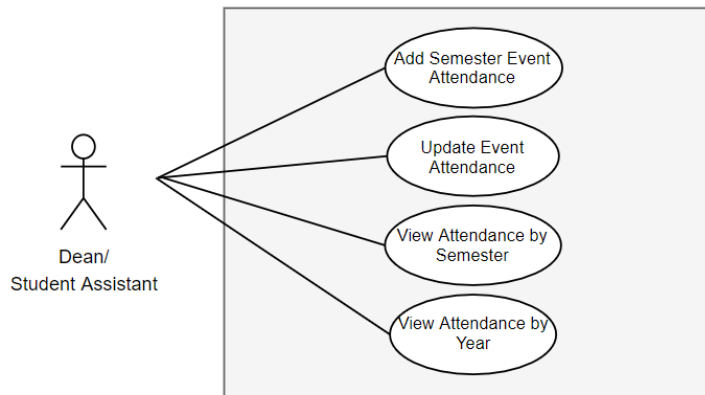 Add Semester Event
Attendance
Update Event
Attendance
View Attendance by
Semester
View Attendance by
Year
Dean/
Student Assistant